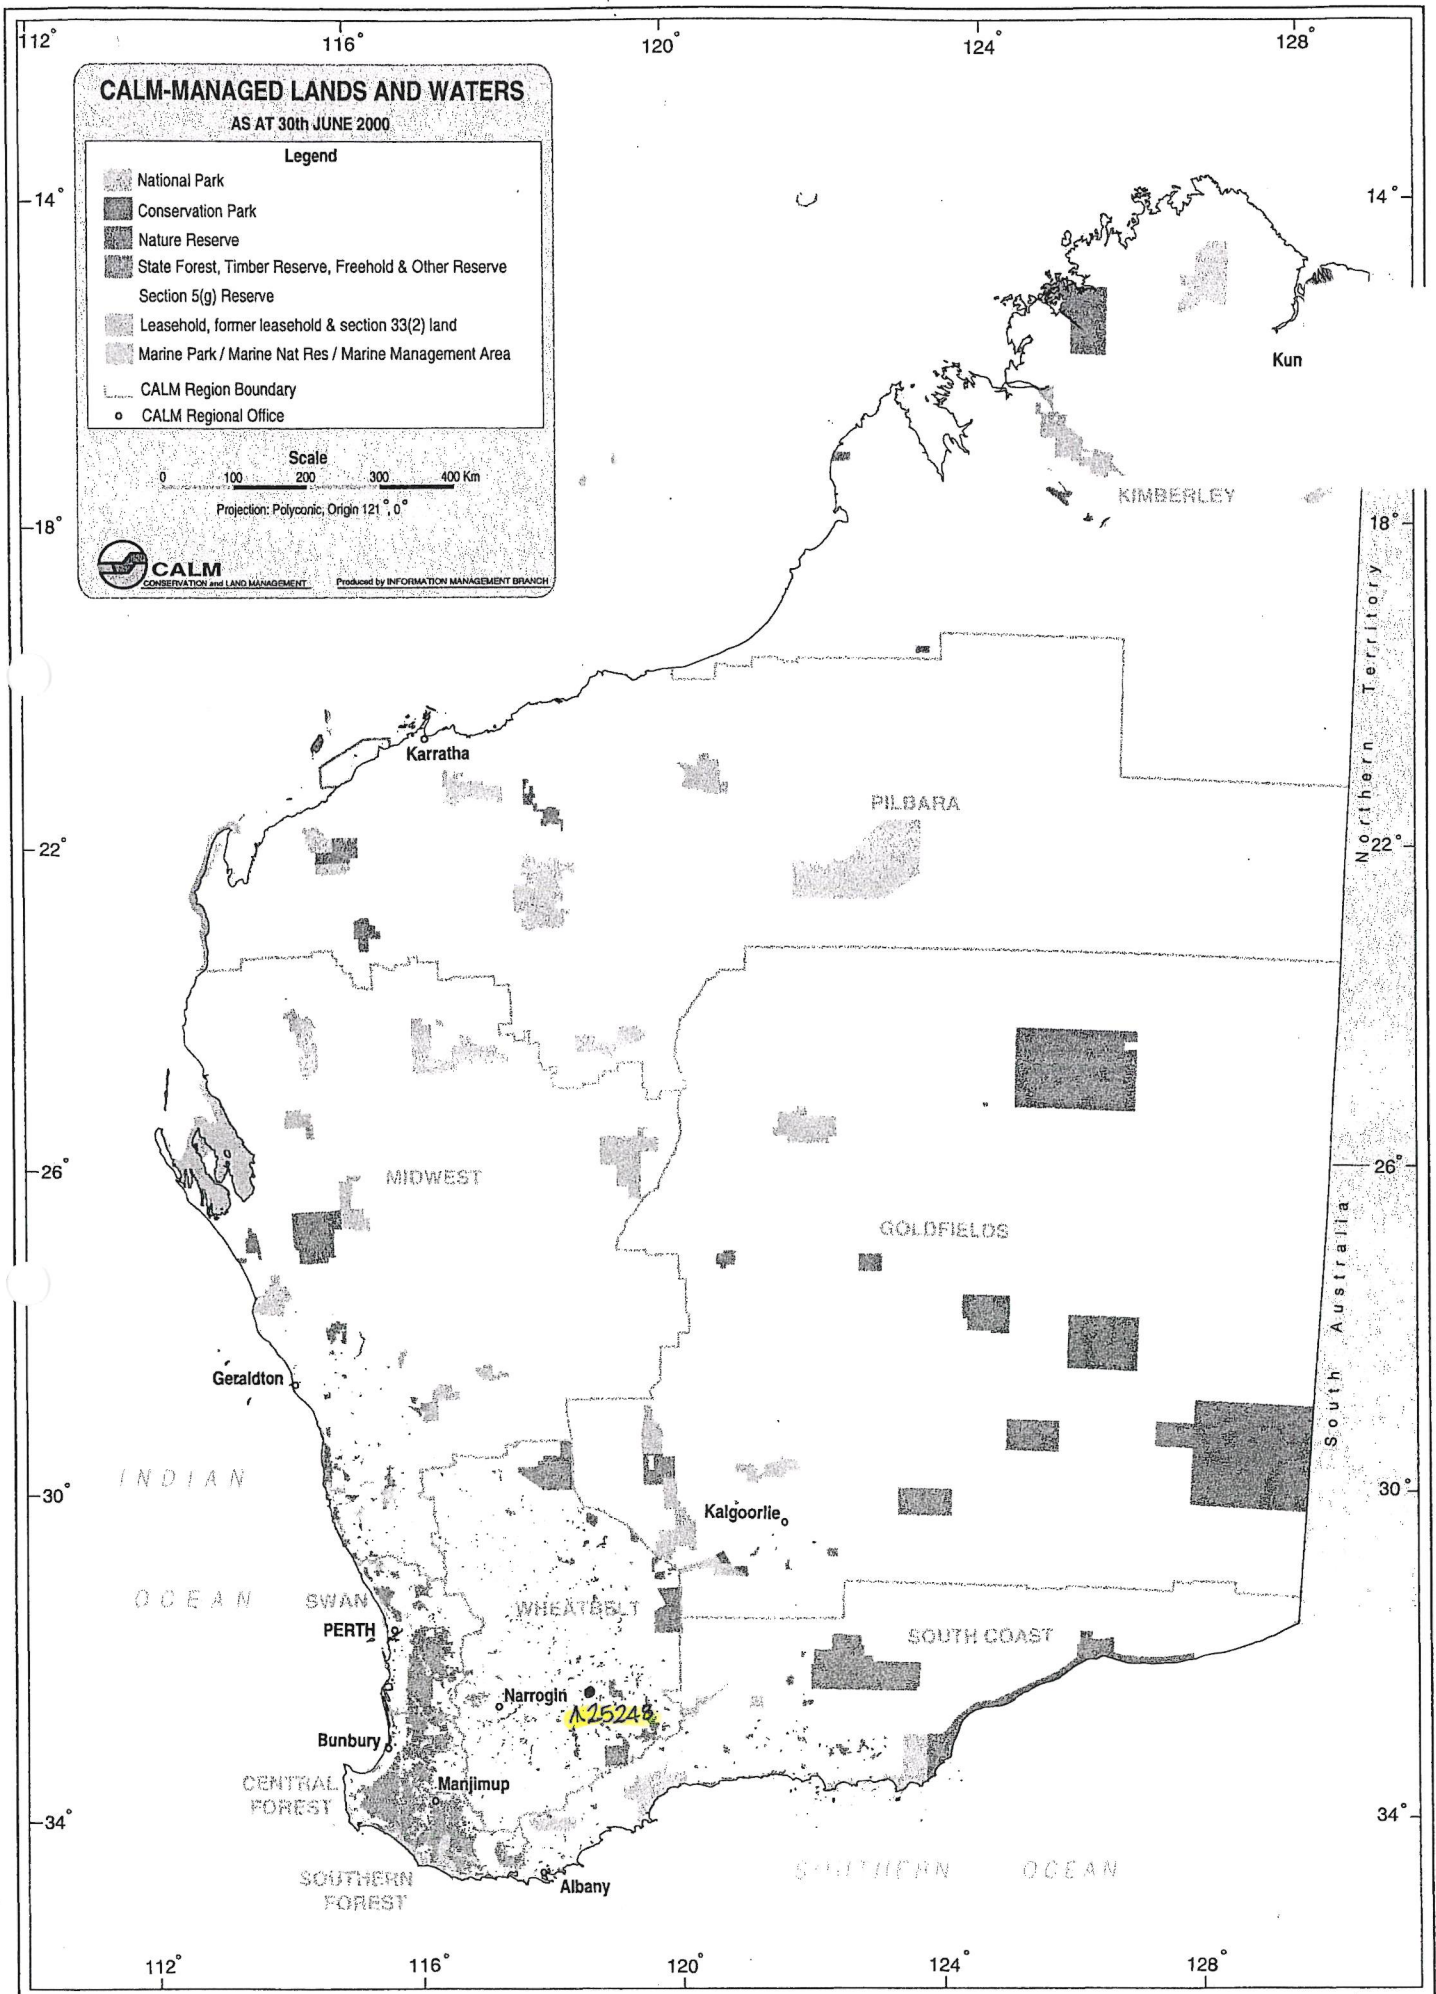 112° 116° 120° 124° 128°
CALM-MANAGED LANDS AND WATERS
AS AT 30th JUNE 2000
Legend
National Park
Conservation Park
Nature Reserve
State Forest, Timber Reserve, Freehold & Other Reserve
Section 5(g) Reserve
Leasehold, former leasehold & section 33(2) land
Marine Park / Marine Nat Res / Marine Management Area
CALM Region Boundary
CALM Regional Office
Scale
0 100 200 300 400 Km
Projection: Polyconic, Origin 121°, 0°
CALM
CONSERVATION and LAND MANAGEMENT
Produced by INFORMATION MANAGEMENT BRANCH
14° 14°
Kun
KIMBERLEY
18° 18°
Northern Territory
Karratha
PILBARA
22° 22°
26° 26°
MIDWEST
GOLDFIELDS
South Australia
Geraldton
INDIAN
30° 30°
Kalgoorlie
OCEAN
SWAN
WHEATBELT
PERTH
SOUTH COAST
Narrogin
25248
Bunbury
CENTRAL
FOREST
Manjimup
34° 34°
SOUTHERN
FOREST
Albany
SOUTHERN OCEAN
112° 116° 120° 124° 128°